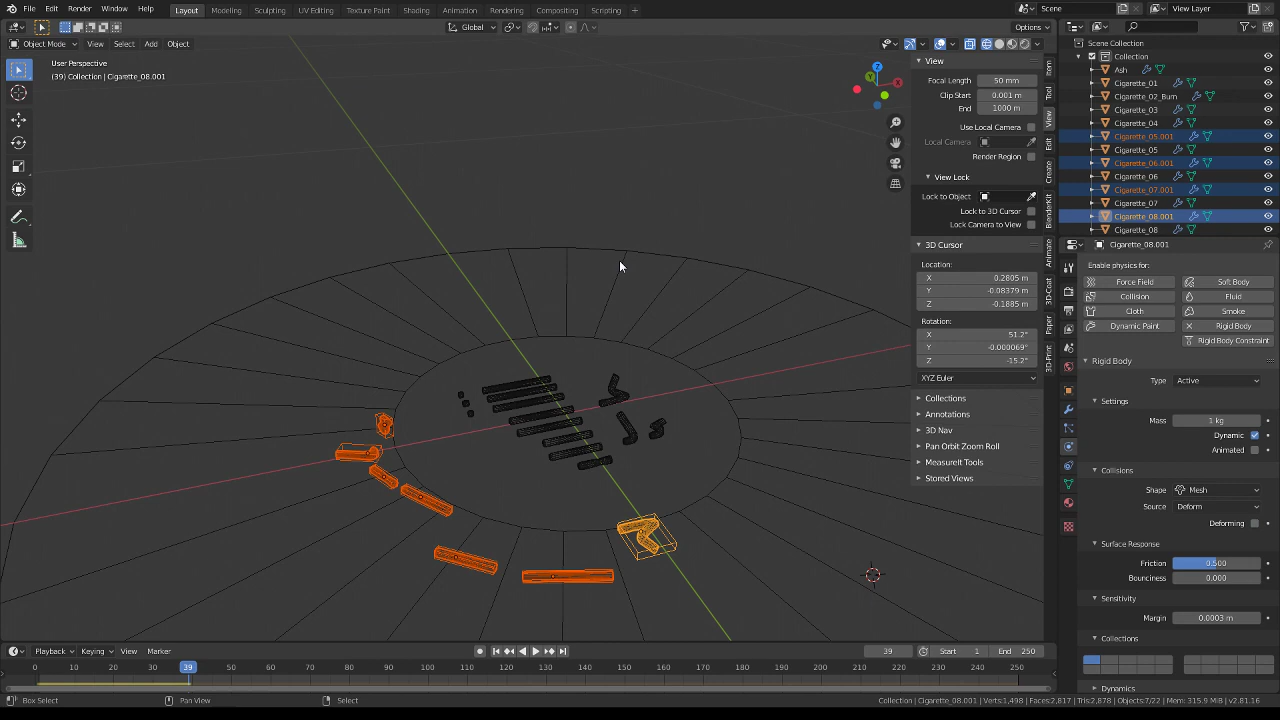 File Edit Render Window Help Layout Modeling Sculpting UV Editing Texture Paint Shading Animation Rendering Compositing Scripting + Scene View Layer
Global Options
Object Mode View Select Add Object
User Perspective
(39) Collection | Cigarette_08.001
View
Focal Length 50 mm
Clip Start 0.001 m
End 1000 m
Use Local Camera
Local Camera
Render Region
View Lock
Lock to Object
Lock to 3D Cursor
Lock Camera to View
3D Cursor
Location:
X 0.2805 m
Y -0.08379 m
Z -0.1885 m
Rotation:
X 51.2°
Y -0.000069°
Z -15.2°
XYZ Euler
Collections
Annotations
3D Nav
Pan Orbit Zoom Roll
MeasureIt Tools
Stored Views
Item
Tool
View
Edit
Create
BlenderKit
Animate
3D-Coat
Paper
3D-Print
Scene Collection
Collection
Ash
Cigarette_01
Cigarette_02_Burn
Cigarette_03
Cigarette_04
Cigarette_05.001
Cigarette_05
Cigarette_06.001
Cigarette_06
Cigarette_07.001
Cigarette_07
Cigarette_08.001
Cigarette_08
Cigarette_08.001
Enable physics for:
Force Field Soft Body
Collision Fluid
Cloth Smoke
Dynamic Paint Rigid Body
Rigid Body Constraint
Rigid Body
Type Active
Settings
Mass 1 kg
Dynamic
Animated
Collisions
Shape Mesh
Source Deform
Deforming
Surface Response
Friction 0.500
Bounciness 0.000
Sensitivity
Margin 0.0003 m
Collections
Dynamics
Playback Keying View Marker 39 Start 1 End 250
0 10 20 30 39 50 60 70 80 90 100 110 120 130 140 150 160 170 180 190 200 210 220 230 240 250
Box Select Pan View Select Collection | Cigarette_08.001 | Verts:1,498 | Faces:2,817 | Tris:2,878 | Objects:7/22 | Mem: 315.9 MiB | v2.81.16